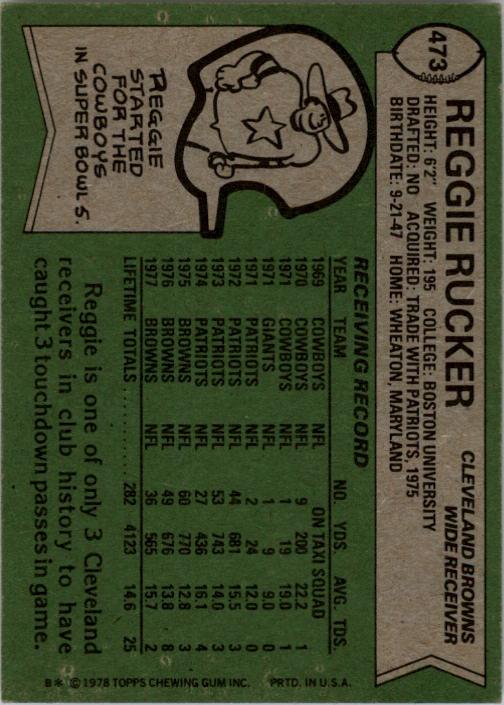 473
REGGIE RUCKER
CLEVELAND BROWNS
WIDE RECEIVER
HEIGHT: 6'2" WEIGHT: 195 COLLEGE: BOSTON UNIVERSITY
DRAFTED: NO ACQUIRED: TRADE WITH PATRIOTS, 1975
BIRTHDATE: 9-21-47 HOME: WHEATON, MARYLAND
REGGIE
STARTED
FOR THE
COWBOYS
IN SUPER BOWL 5.
RECEIVING RECORD
YEAR TEAM NO. YDS. AVG. TDS.
1969 COWBOYS NFL ON TAXI SQUAD
1970 COWBOYS NFL 9 200 22.2 1
1971 COWBOYS NFL 1 19 19.0 1
1971 GIANTS NFL 1 9 9.0 0
1971 PATRIOTS NFL 2 24 12.0 0
1972 PATRIOTS NFL 44 681 15.5 3
1973 PATRIOTS NFL 53 743 14.0 3
1974 PATRIOTS NFL 27 436 16.1 4
1975 BROWNS NFL 60 770 12.8 3
1976 BROWNS NFL 49 676 13.8 8
1977 BROWNS NFL 36 565 15.7 2
LIFETIME TOTALS .......... 282 4123 14.6 25
Reggie is one of only 3 Cleveland
receivers in club history to have
caught 3 touchdown passes in game.
B* © 1978 TOPPS CHEWING GUM INC. PRTD. IN U.S.A.